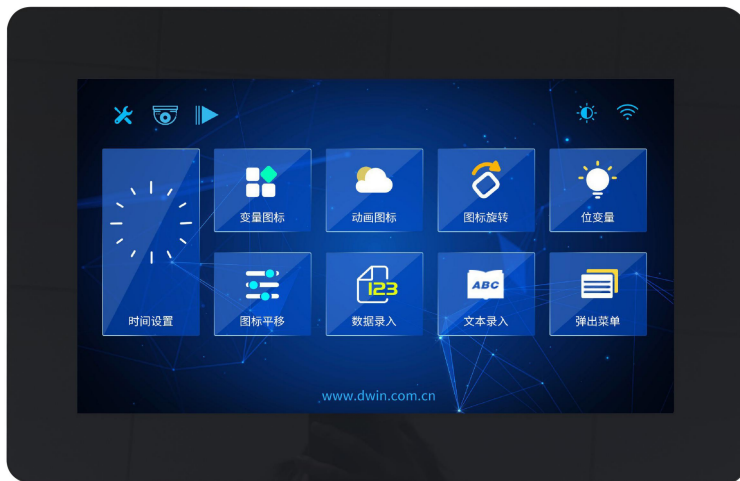 变量图标
动画图标
图标旋转
位变量
时间设置
图标平移
123
数据录入
ABC
文本录入
弹出菜单
www.dwin.com.cn